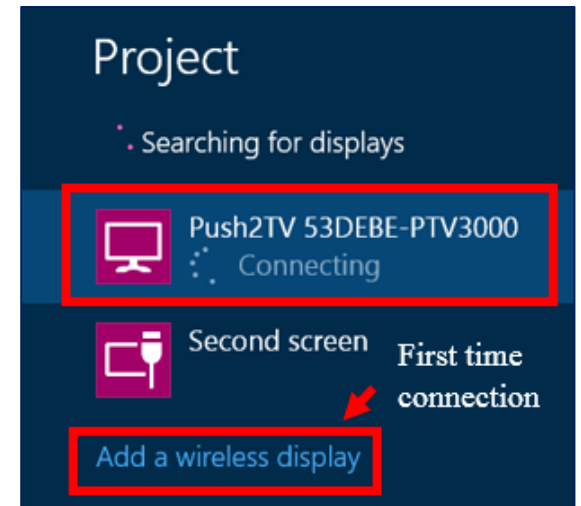 Project
Searching for displays
Push2TV 53DEBE-PTV3000
Connecting
Second screen
First time
connection
Add a wireless display